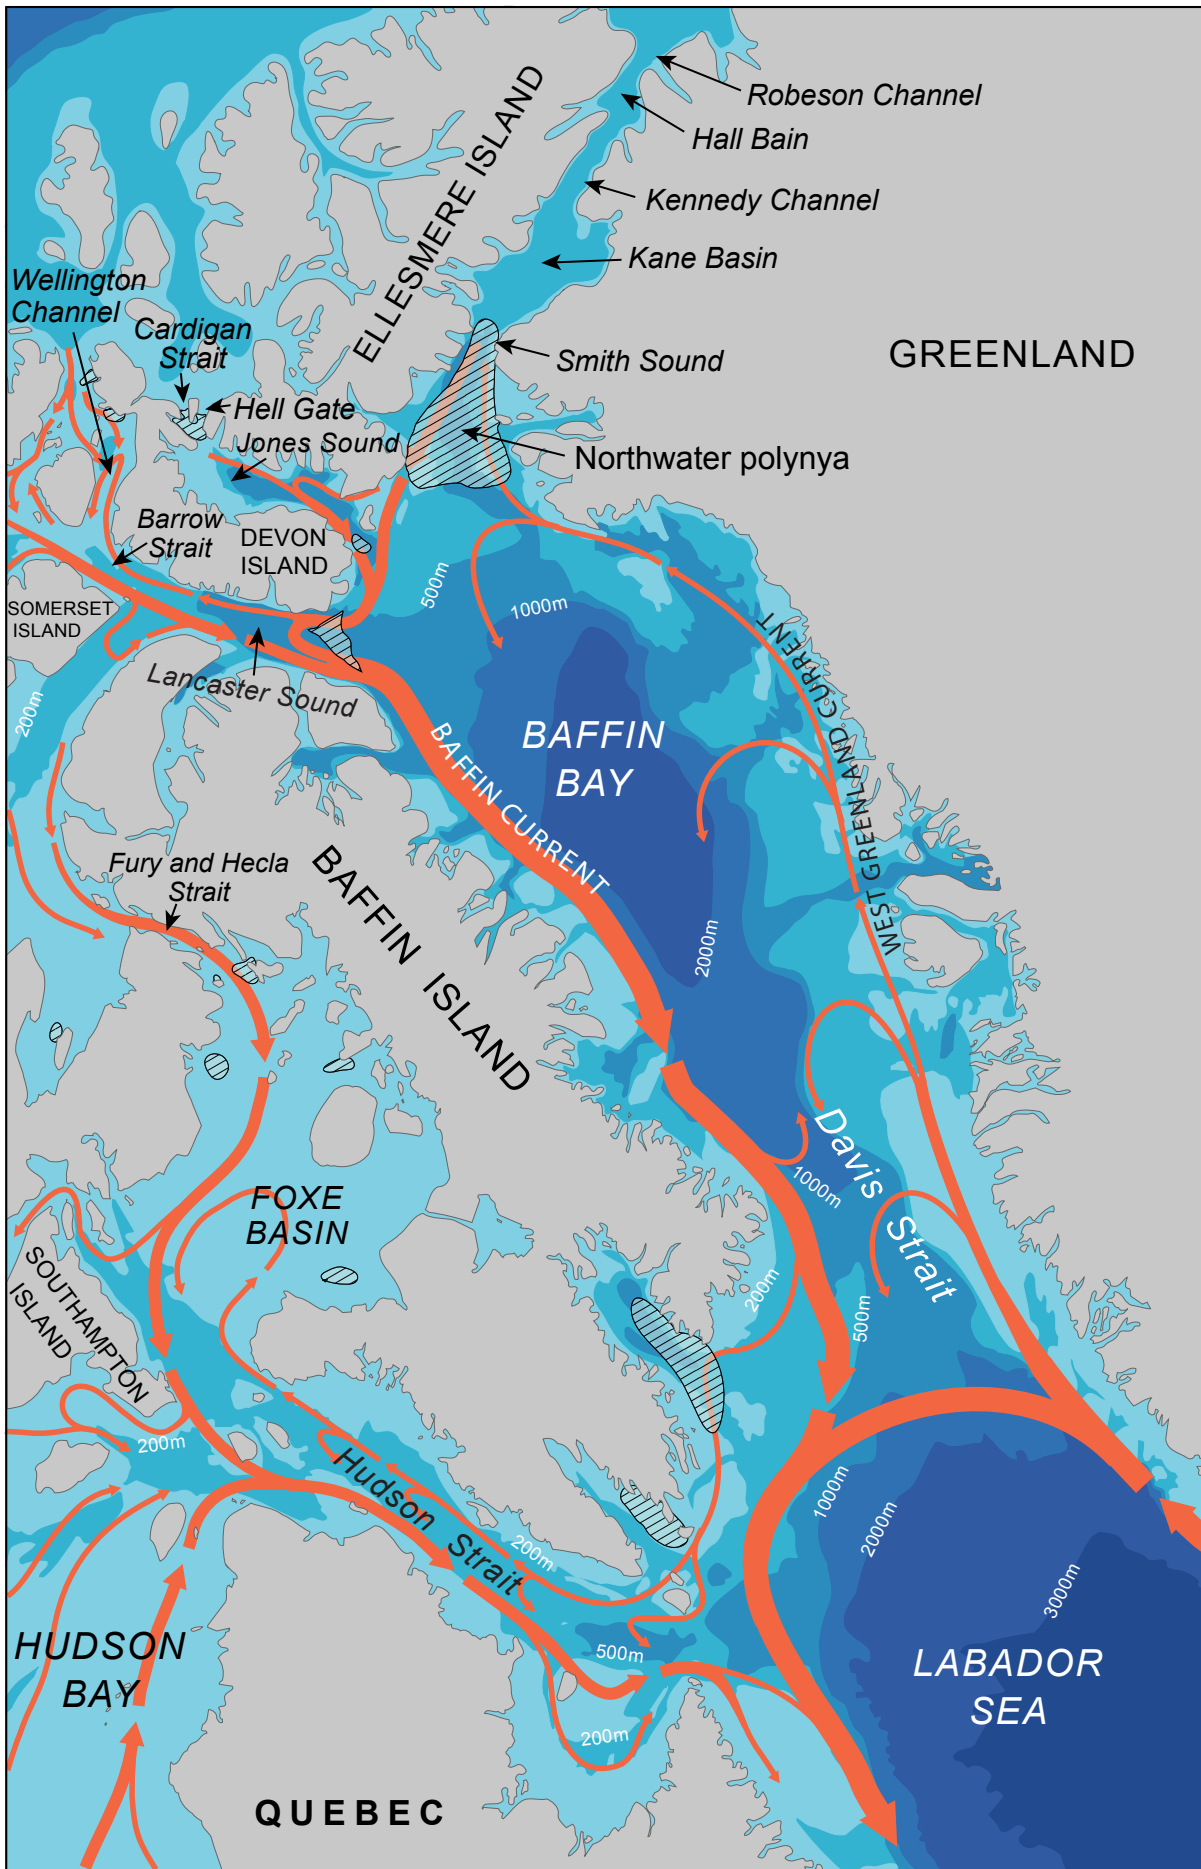 Robeson Channel
Hall Bain
Kennedy Channel
Kane Basin
ELLESMERE ISLAND
Wellington
Channel
Cardigan
Strait
Smith Sound
GREENLAND
Hell Gate
Jones Sound
Northwater polynya
Barrow
Strait
DEVON
ISLAND
500m
1000m
SOMERSET
ISLAND
Lancaster Sound
200m
WEST GREENLAND CURRENT
BAFFIN
BAY
BAFFIN CURRENT
Fury and Hecla
Strait
BAFFIN ISLAND
2000m
Davis
Strait
1000m
FOXE
BASIN
SOUTHAMPTON
ISLAND
200m
500m
200m
Hudson Strait
200m
1000m
2000m
3000m
HUDSON
BAY
500m
LABADOR
SEA
200m
QUEBEC